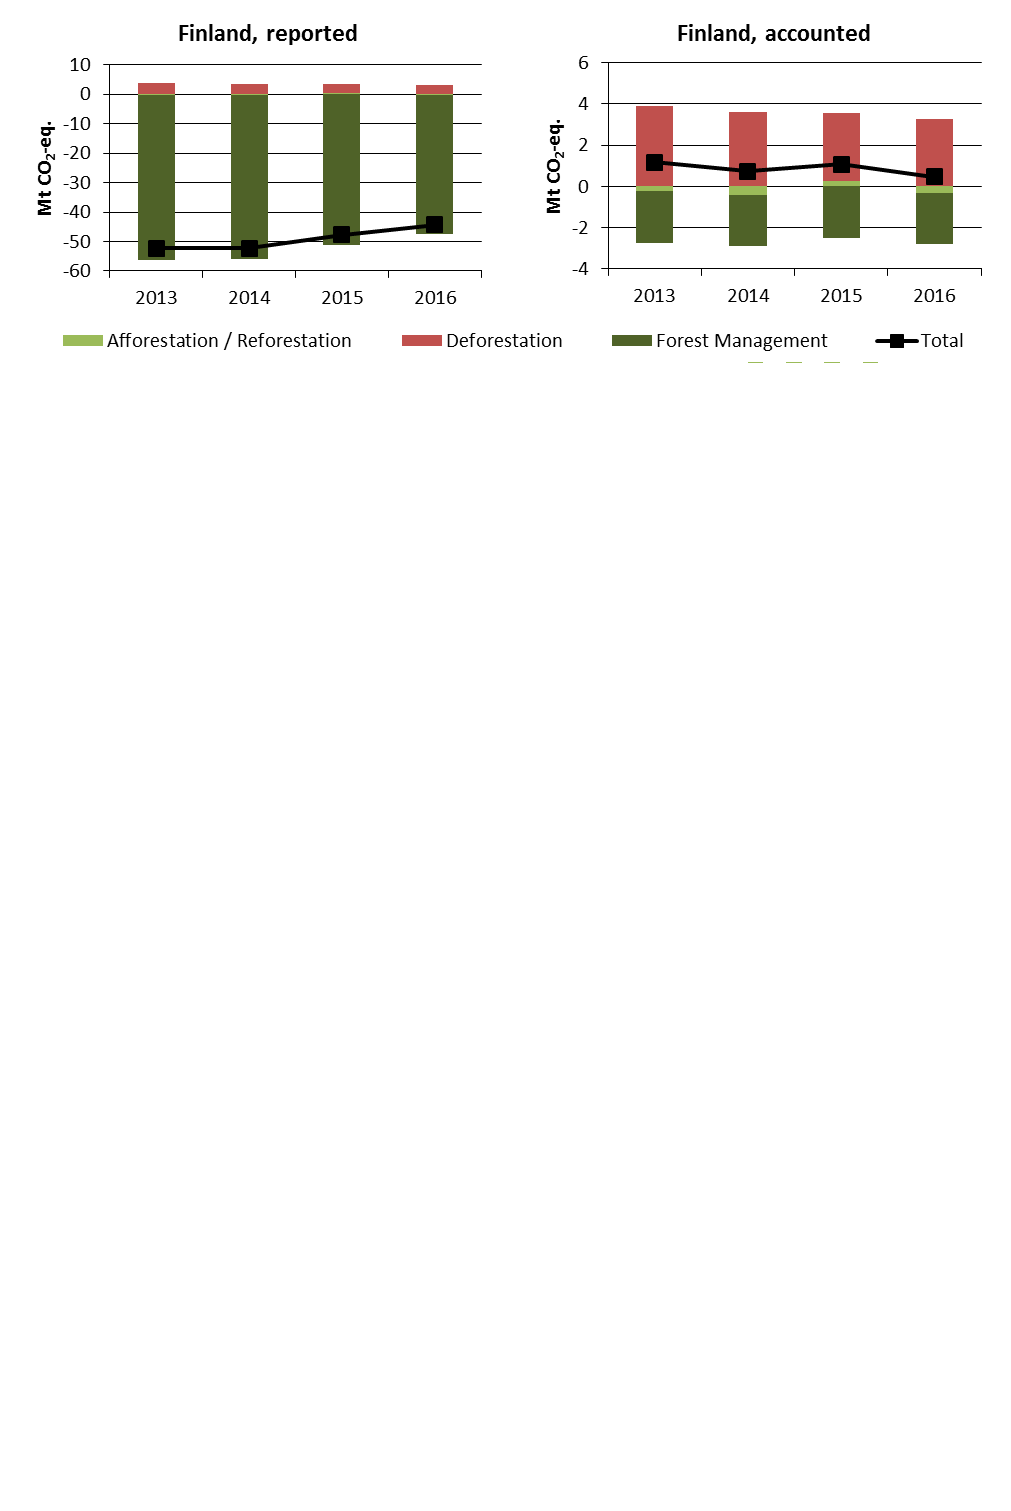 Finland, reported
Mt CO₂-eq.
10
0
-10
-20
-30
-40
-50
-60
2013 2014 2015 2016
Finland, accounted
Mt CO₂-eq.
6
4
2
0
-2
-4
2013 2014 2015 2016
Afforestation / Reforestation Deforestation Forest Management Total